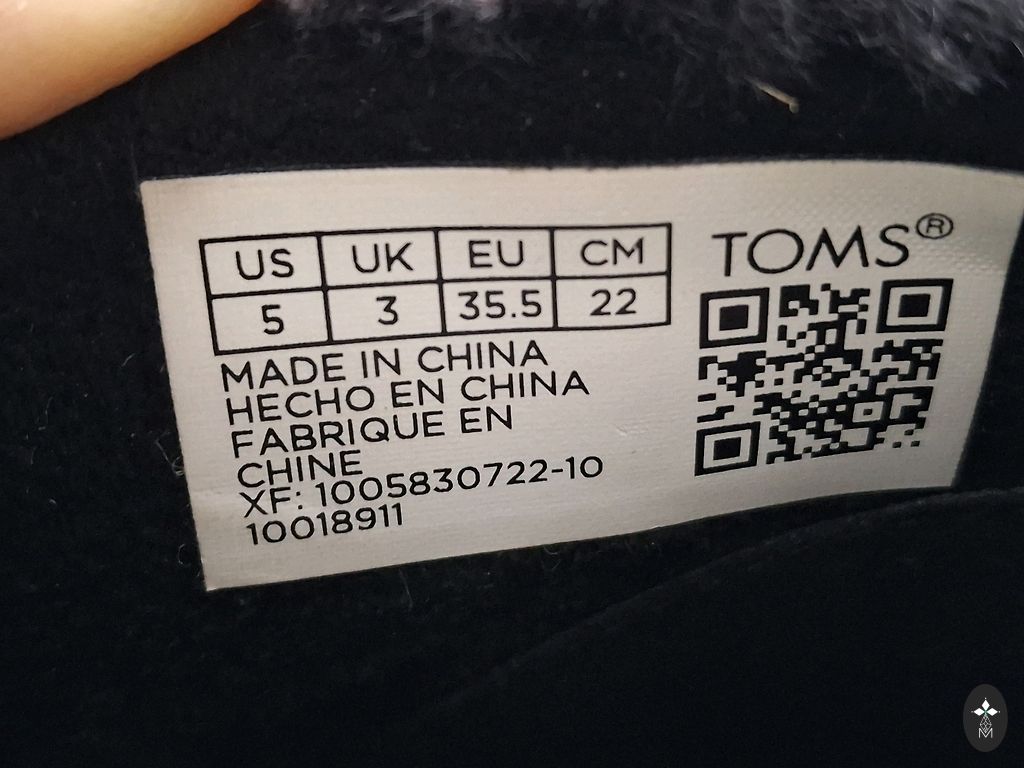 US UK EU CM
5 3 35.5 22
MADE IN CHINA
HECHO EN CHINA
FABRIQUE EN
CHINE
XF: 1005830722-10
10018911
TOMS®
M